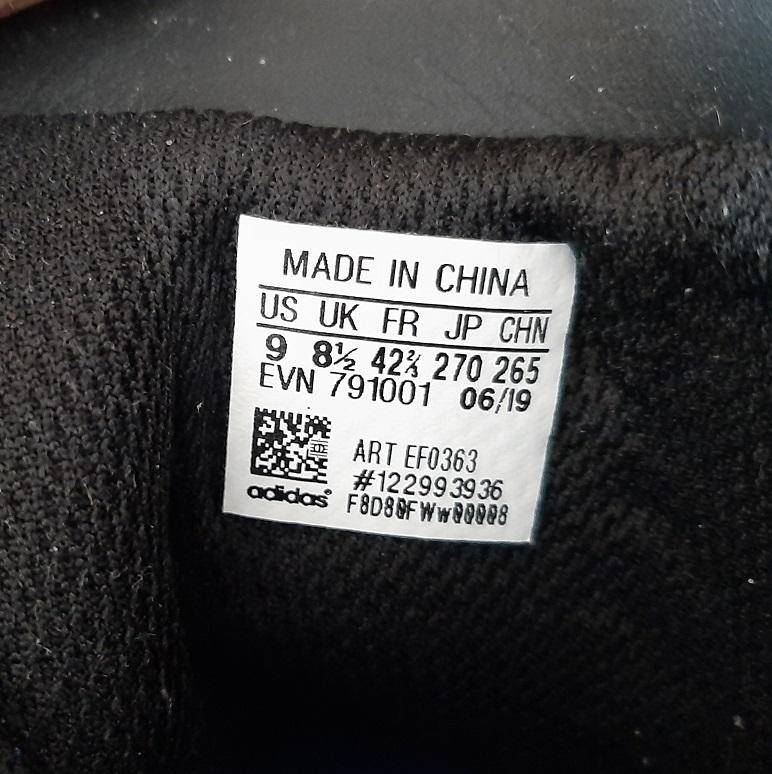 MADE IN CHINA
US UK FR JP CHN
9 8½ 42⅔ 270 265
EVN 791001 06/19
ART EF0363
#122993936
adidas®